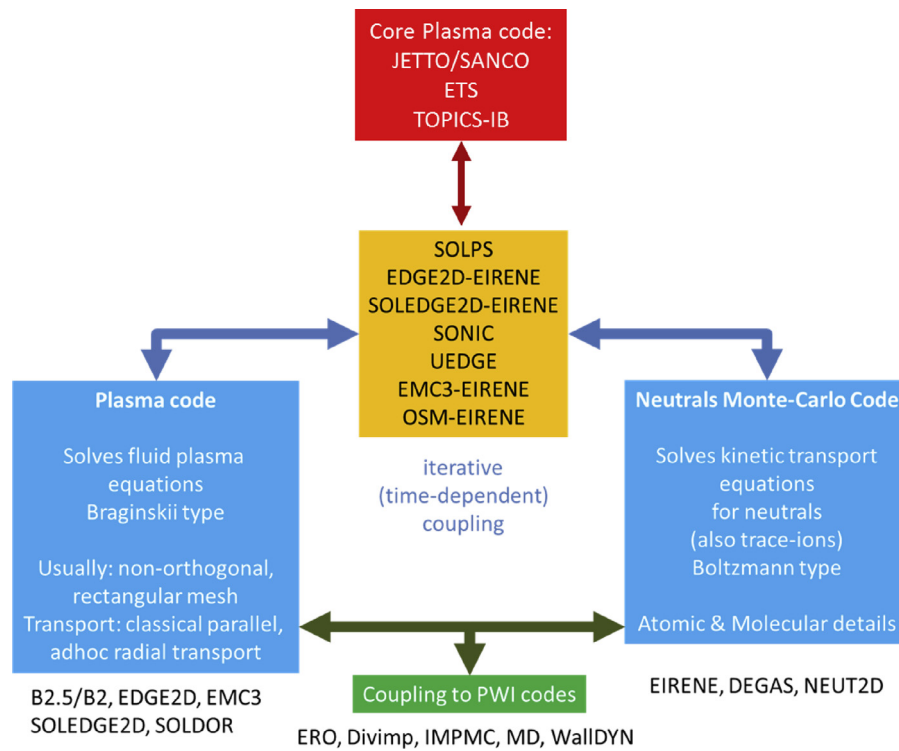 Core Plasma code:
JETTO/SANCO
ETS
TOPICS-IB
SOLPS
EDGE2D-EIRENE
SOLEDGE2D-EIRENE
SONIC
UEDGE
EMC3-EIRENE
OSM-EIRENE
iterative
(time-dependent)
coupling
Plasma code
Solves fluid plasma
equations
Braginskii type
Usually: non-orthogonal,
rectangular mesh
Transport: classical parallel,
adhoc radial transport
B2.5/B2, EDGE2D, EMC3
SOLEDGE2D, SOLDOR
Neutrals Monte-Carlo Code
Solves kinetic transport
equations
for neutrals
(also trace-ions)
Boltzmann type
Atomic & Molecular details
EIRENE, DEGAS, NEUT2D
Coupling to PWI codes
ERO, Divimp, IMPMC, MD, WallDYN